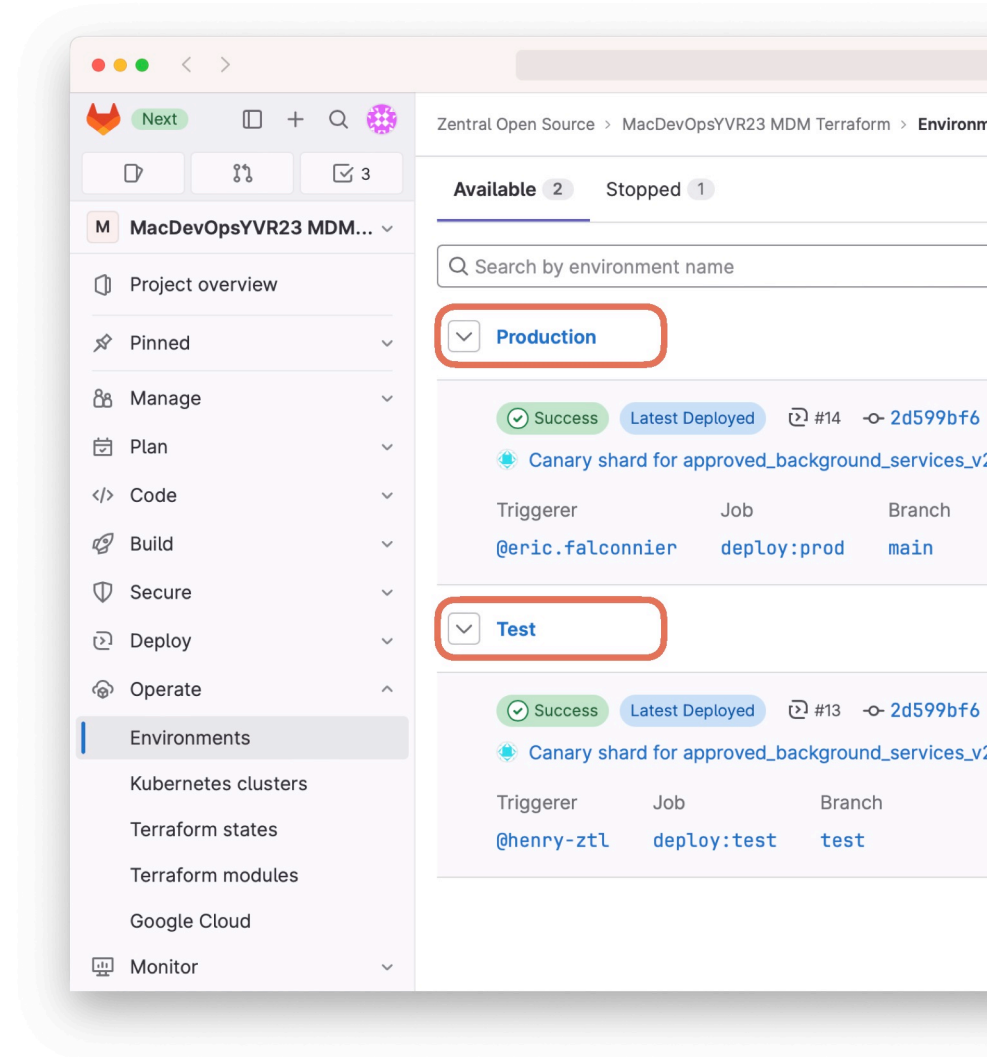 Next
3
M MacDevOpsYVR23 MDM...
Project overview
Pinned
Manage
Plan
Code
Build
Secure
Deploy
Operate
Environments
Kubernetes clusters
Terraform states
Terraform modules
Google Cloud
Monitor
Zentral Open Source > MacDevOpsYVR23 MDM Terraform > Environm
Available 2 Stopped 1
Search by environment name
Production
Success Latest Deployed #14 2d599bf6
Canary shard for approved_background_services_v2
Triggerer Job Branch
@eric.falconnier deploy:prod main
Test
Success Latest Deployed #13 2d599bf6
Canary shard for approved_background_services_v2
Triggerer Job Branch
@henry-ztl deploy:test test